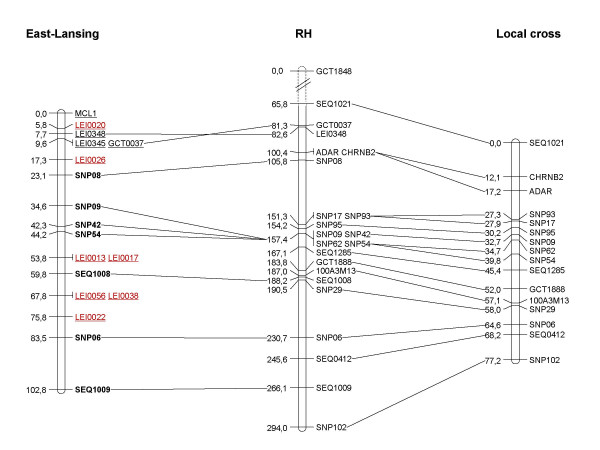 East-Lansing
RH
Local cross
0,0 MCL1
5,8 LEI0020
7,7 LEI0348
9,6 LEI0345 GCT0037
17,3 LEI0026
23,1 SNP08
34,6 SNP09
42,3 SNP42
44,2 SNP54
53,8 LEI0013 LEI0017
59,8 SEQ1008
67,8 LEI0056 LEI0038
75,8 LEI0022
83,5 SNP06
102,8 SEQ1009
0,0 GCT1848
65,8 SEQ1021
81,3 GCT0037
82,6 LEI0348
100,4 ADAR CHRNB2
105,8 SNP08
151,3 SNP17 SNP93
154,2 SNP95
157,4 SNP09 SNP42
SNP62 SNP54
167,1 SEQ1285
183,8 GCT1888
187,0 100A3M13
188,2 SEQ1008
190,5 SNP29
230,7 SNP06
245,6 SEQ0412
266,1 SEQ1009
294,0 SNP102
0,0 SEQ1021
12,1 CHRNB2
17,2 ADAR
27,3 SNP93
27,9 SNP17
30,2 SNP95
32,7 SNP09
34,7 SNP62
39,8 SNP54
45,4 SEQ1285
52,0 GCT1888
57,1 100A3M13
58,0 SNP29
64,6 SNP06
68,2 SEQ0412
77,2 SNP102